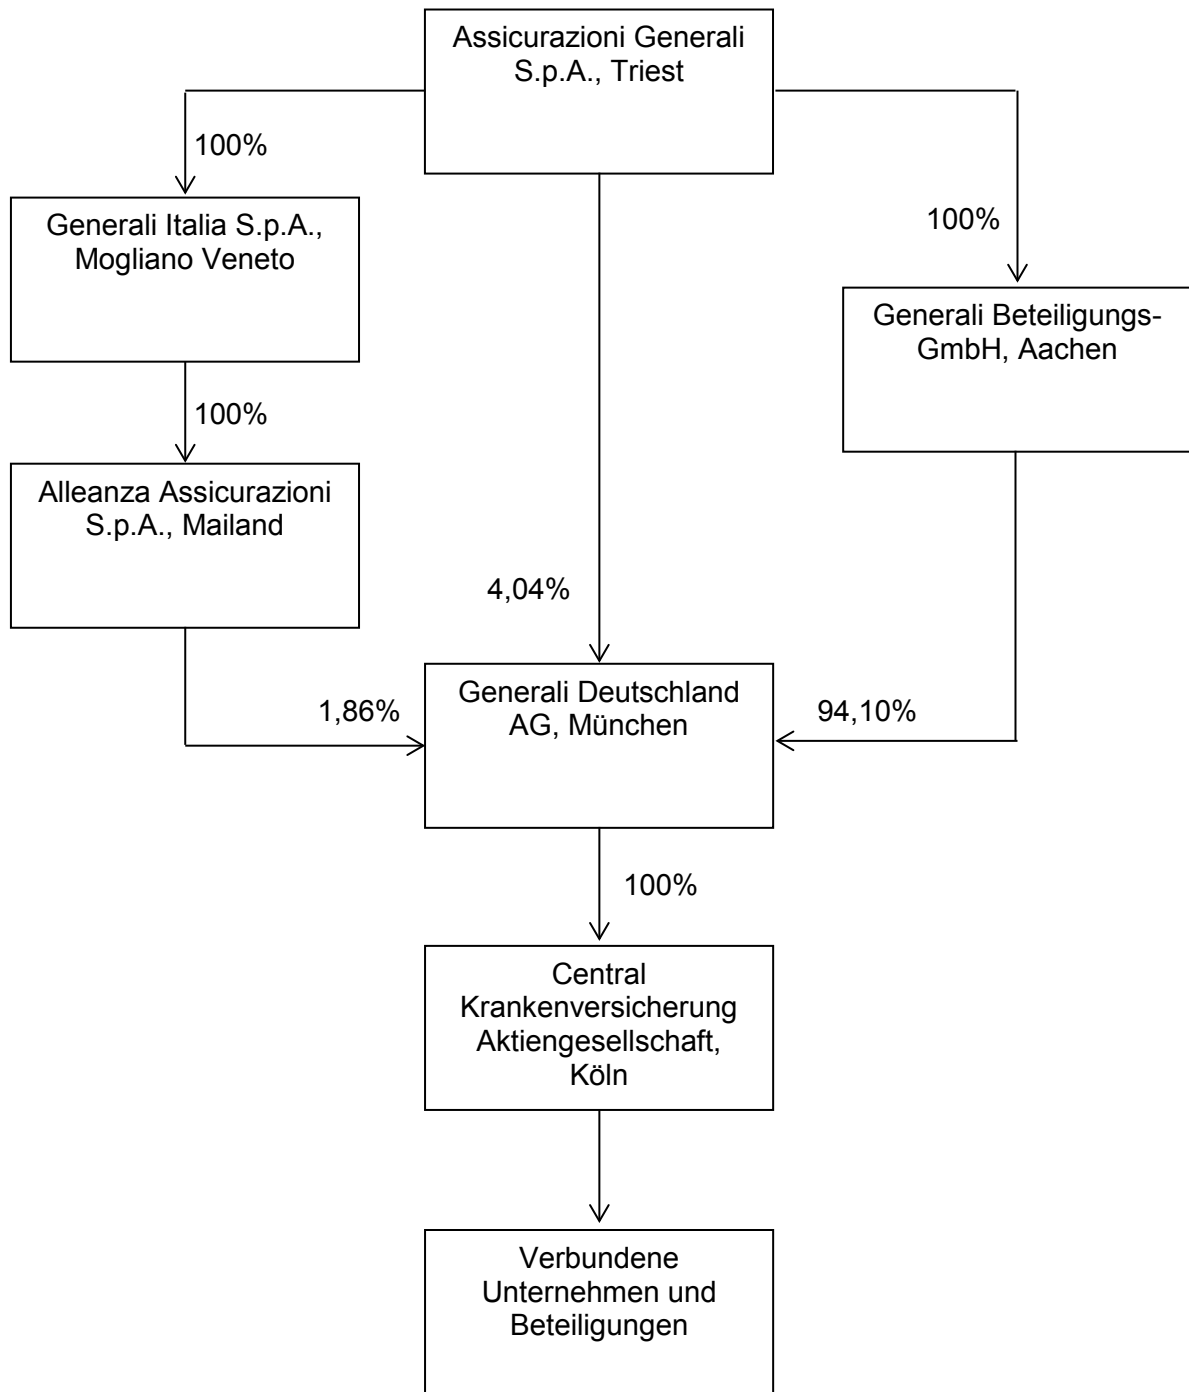 Assicurazioni Generali
S.p.A., Triest
100%
Generali Italia S.p.A.,
Mogliano Veneto
100%
Generali Beteiligungs-
GmbH, Aachen
100%
Alleanza Assicurazioni
S.p.A., Mailand
4,04%
1,86%
Generali Deutschland
AG, München
94,10%
100%
Central
Krankenversicherung
Aktiengesellschaft,
Köln
Verbundene
Unternehmen und
Beteiligungen